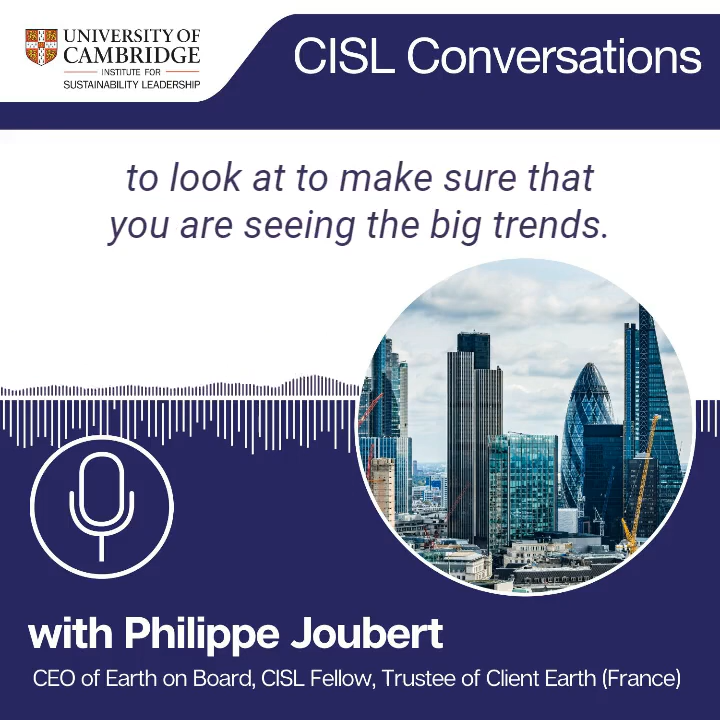 UNIVERSITY OF
CAMBRIDGE
INSTITUTE FOR
SUSTAINABILITY LEADERSHIP
CISL Conversations
to look at to make sure that
you are seeing the big trends.
with Philippe Joubert
CEO of Earth on Board, CISL Fellow, Trustee of Client Earth (France)